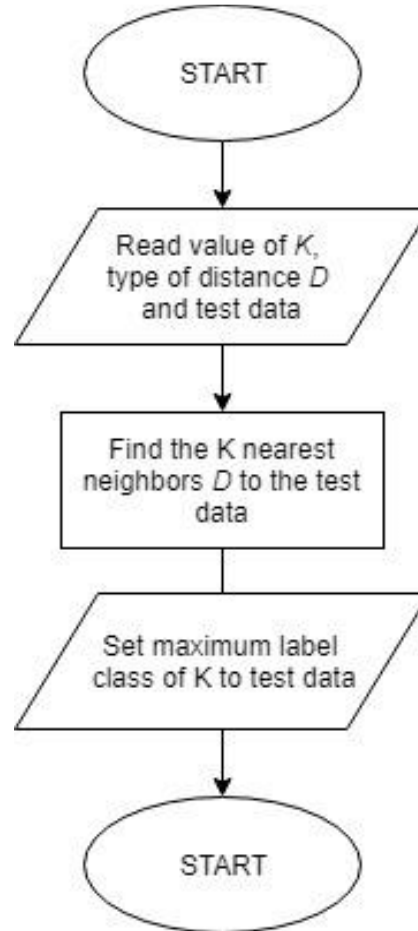 START
Read value of K,
type of distance D
and test data
Find the K nearest
neighbors D to the test
data
Set maximum label
class of K to test data
START